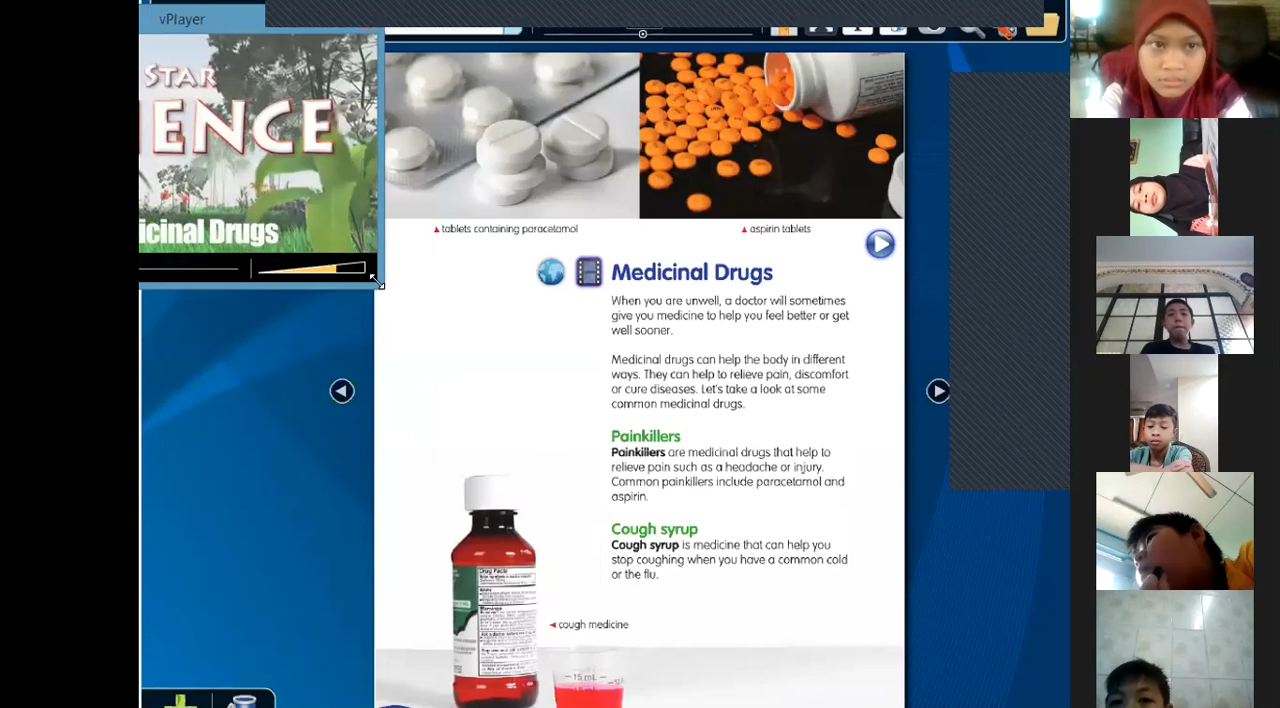 vPlayer
STAR
IENCE
icinal Drugs
▲ tablets containing paracetamol
▲ aspirin tablets
Medicinal Drugs
When you are unwell, a doctor will sometimes
give you medicine to help you feel better or get
well sooner.
Medicinal drugs can help the body in different
ways. They can help to relieve pain, discomfort
or cure diseases. Let's take a look at some
common medicinal drugs.
Painkillers
Painkillers are medicinal drugs that help to
relieve pain such as a headache or injury.
Common painkillers include paracetamol and
aspirin.
Cough syrup
Cough syrup is medicine that can help you
stop coughing when you have a common cold
or the flu.
◄ cough medicine
Drug Facts
15 mL